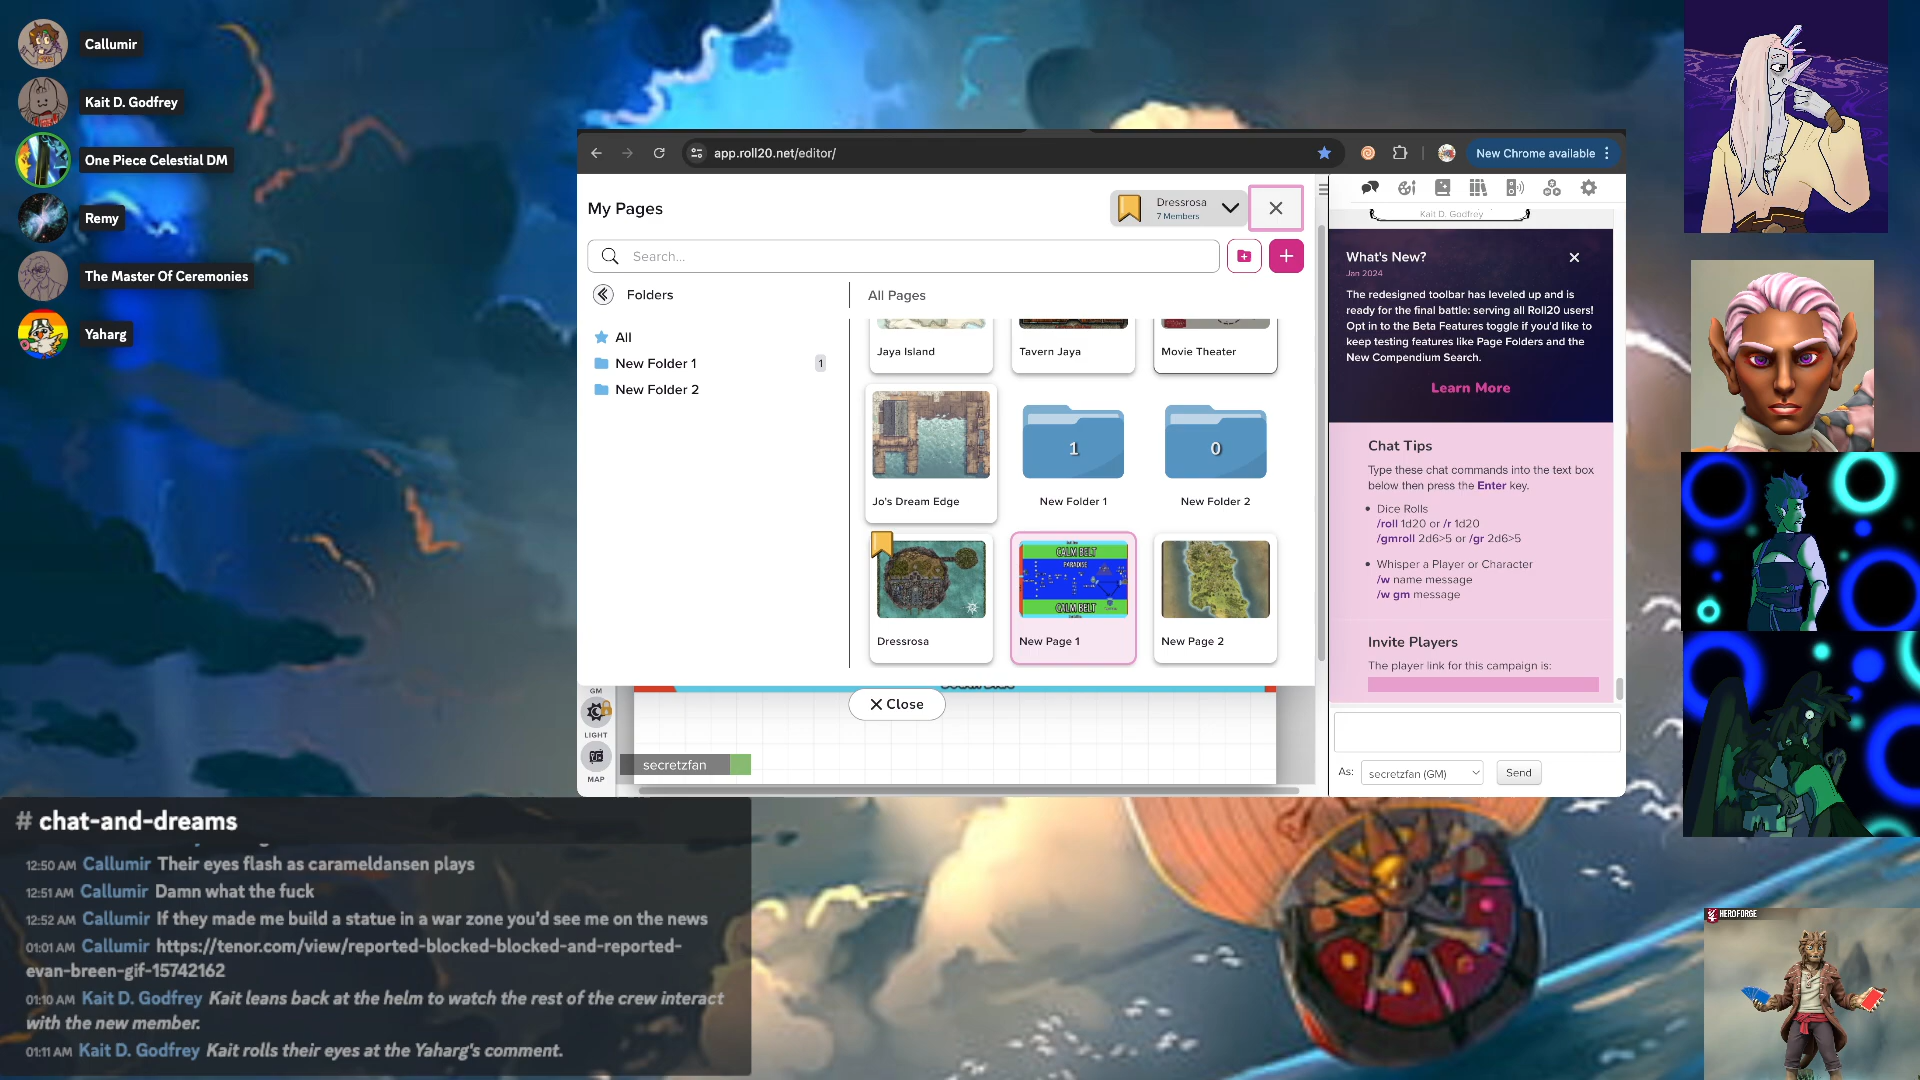 Callumir
Kait D. Godfrey
One Piece Celestial DM
Remy
The Master Of Ceremonies
Yaharg
app.roll20.net/editor/
New Chrome available
My Pages
Dressrosa
7 Members
Search...
Folders
All Pages
All
New Folder 1
1
New Folder 2
Jaya Island
Tavern Jaya
Movie Theater
Jo's Dream Edge
1
New Folder 1
0
New Folder 2
Dressrosa
CALM BELT
PARADISE
CALM BELT
New Page 1
New Page 2
Close
GM
LIGHT
MAP
secretzfan
Kait D. Godfrey
What's New?
Jan 2024
The redesigned toolbar has leveled up and is
ready for the final battle: serving all Roll20 users!
Opt in to the Beta Features toggle if you'd like to
keep testing features like Page Folders and the
New Compendium Search.
Learn More
Chat Tips
Type these chat commands into the text box
below then press the Enter key.
Dice Rolls
/roll 1d20 or /r 1d20
/gmroll 2d6>5 or /gr 2d6>5
Whisper a Player or Character
/w name message
/w gm message
Invite Players
The player link for this campaign is:
As: secretzfan (GM) Send
# chat-and-dreams
12:50 AM Callumir Their eyes flash as carameldansen plays
12:51 AM Callumir Damn what the fuck
12:52 AM Callumir If they made me build a statue in a war zone you'd see me on the news
01:01 AM Callumir https://tenor.com/view/reported-blocked-blocked-and-reported-
evan-breen-gif-15742162
01:10 AM Kait D. Godfrey Kait leans back at the helm to watch the rest of the crew interact
with the new member.
01:11 AM Kait D. Godfrey Kait rolls their eyes at the Yaharg's comment.
HEROFORGE